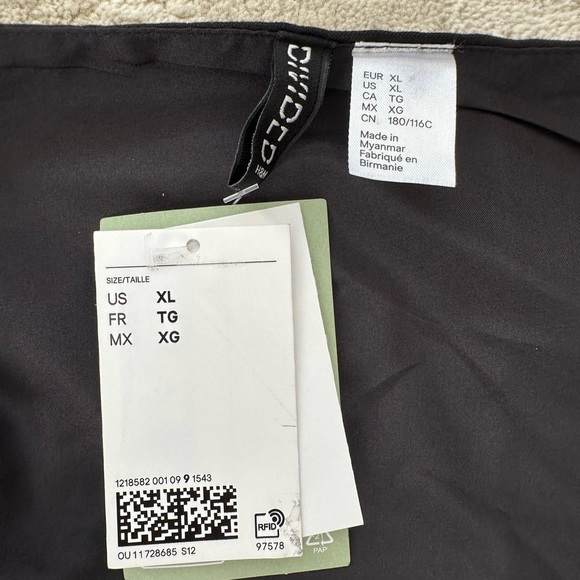 DIVIDED
H&M
EUR XL
US XL
CA TG
MX XG
CN 180/116C
Made in
Myanmar
Fabriqué en
Birmanie
SIZE/TAILLE
US XL
FR TG
MX XG
1218582 001 09 9 1543
OU 11728685 S12
RFID
97578
21
PAP